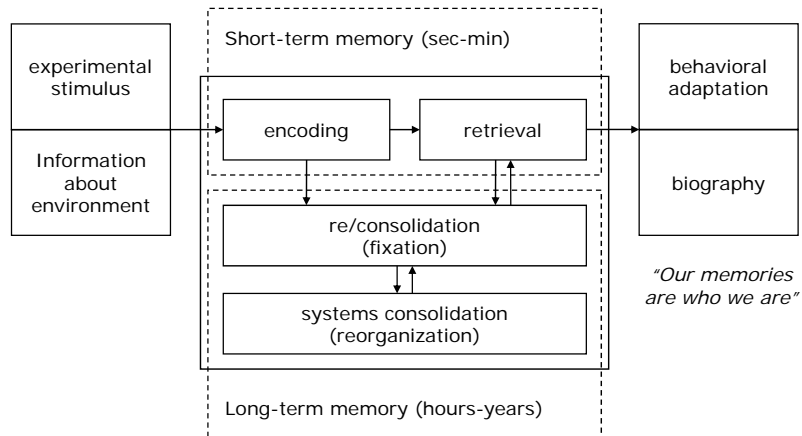 Short-term memory (sec-min)
experimental
stimulus
Information
about
environment
encoding
retrieval
behavioral
adaptation
biography
re/consolidation
(fixation)
systems consolidation
(reorganization)
"Our memories
are who we are"
Long-term memory (hours-years)